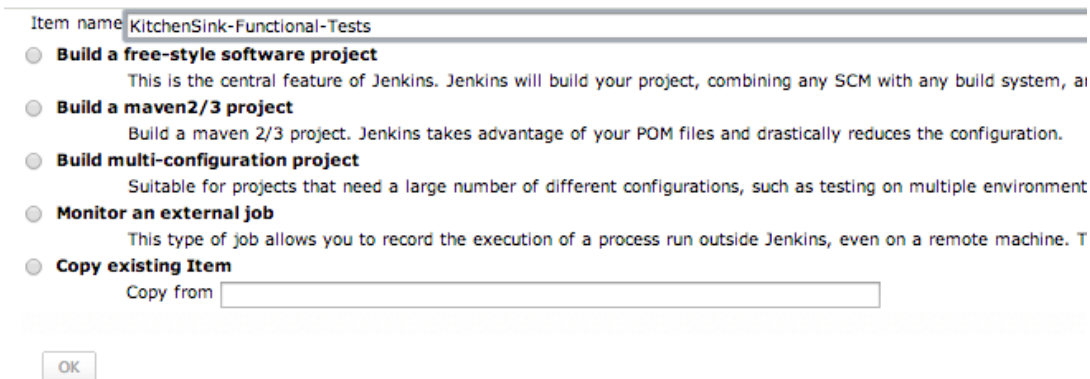 Item name KitchenSink-Functional-Tests
Build a free-style software project
This is the central feature of Jenkins. Jenkins will build your project, combining any SCM with any build system,
Build a maven2/3 project
Build a maven 2/3 project. Jenkins takes advantage of your POM files and drastically reduces the configuration.
Build multi-configuration project
Suitable for projects that need a large number of different configurations, such as testing on multiple environment
Monitor an external job
This type of job allows you to record the execution of a process run outside Jenkins, even on a remote machine.
Copy existing Item
Copy from
OK